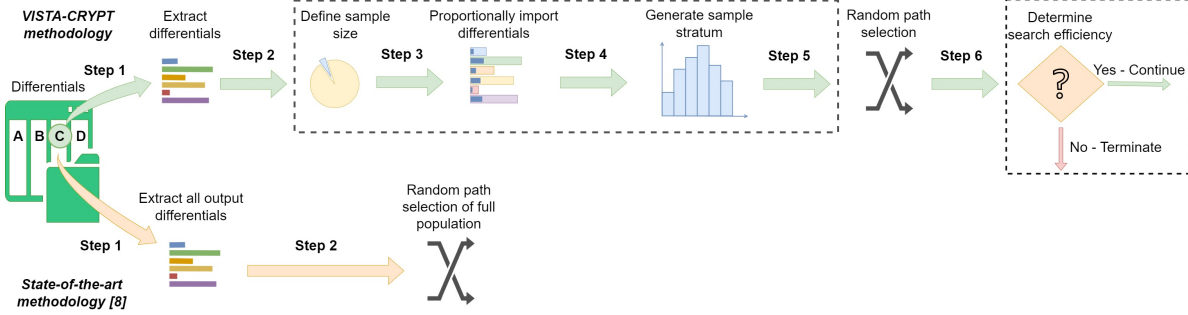 VISTA-CRYPT
methodology
Extract
differentials
Define sample
size
Proportionally import
differentials
Generate sample
stratum
Random path
selection
Determine
search efficiency
Step 1
Step 2
Step 3
Step 4
Step 5
Step 6
?
Yes - Continue
No - Terminate
Differentials
A B C D
Extract all output
differentials
Random path
selection of full
population
Step 1
Step 2
State-of-the-art
methodology [8]